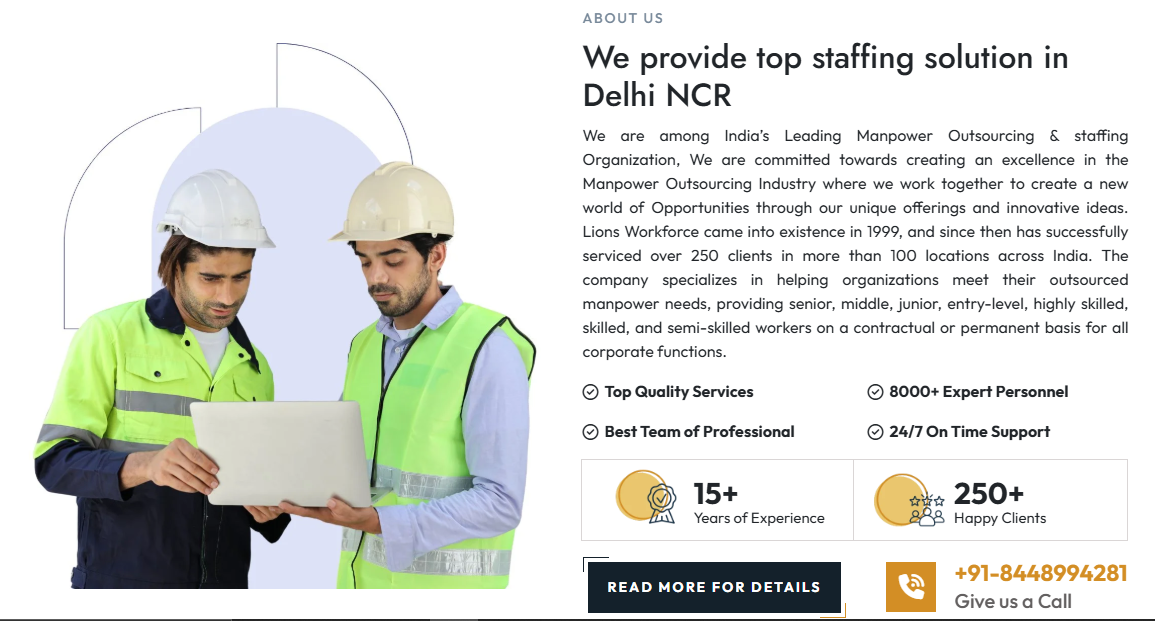 ABOUT US
We provide top staffing solution in
Delhi NCR
We are among India's Leading Manpower Outsourcing & staffing
Organization, We are committed towards creating an excellence in the
Manpower Outsourcing Industry where we work together to create a new
world of Opportunities through our unique offerings and innovative ideas.
Lions Workforce came into existence in 1999, and since then has successfully
serviced over 250 clients in more than 100 locations across India. The
company specializes in helping organizations meet their outsourced
manpower needs, providing senior, middle, junior, entry-level, highly skilled,
skilled, and semi-skilled workers on a contractual or permanent basis for all
corporate functions.
Top Quality Services
8000+ Expert Personnel
Best Team of Professional
24/7 On Time Support
15+
Years of Experience
250+
Happy Clients
READ MORE FOR DETAILS
+91-8448994281
Give us a Call